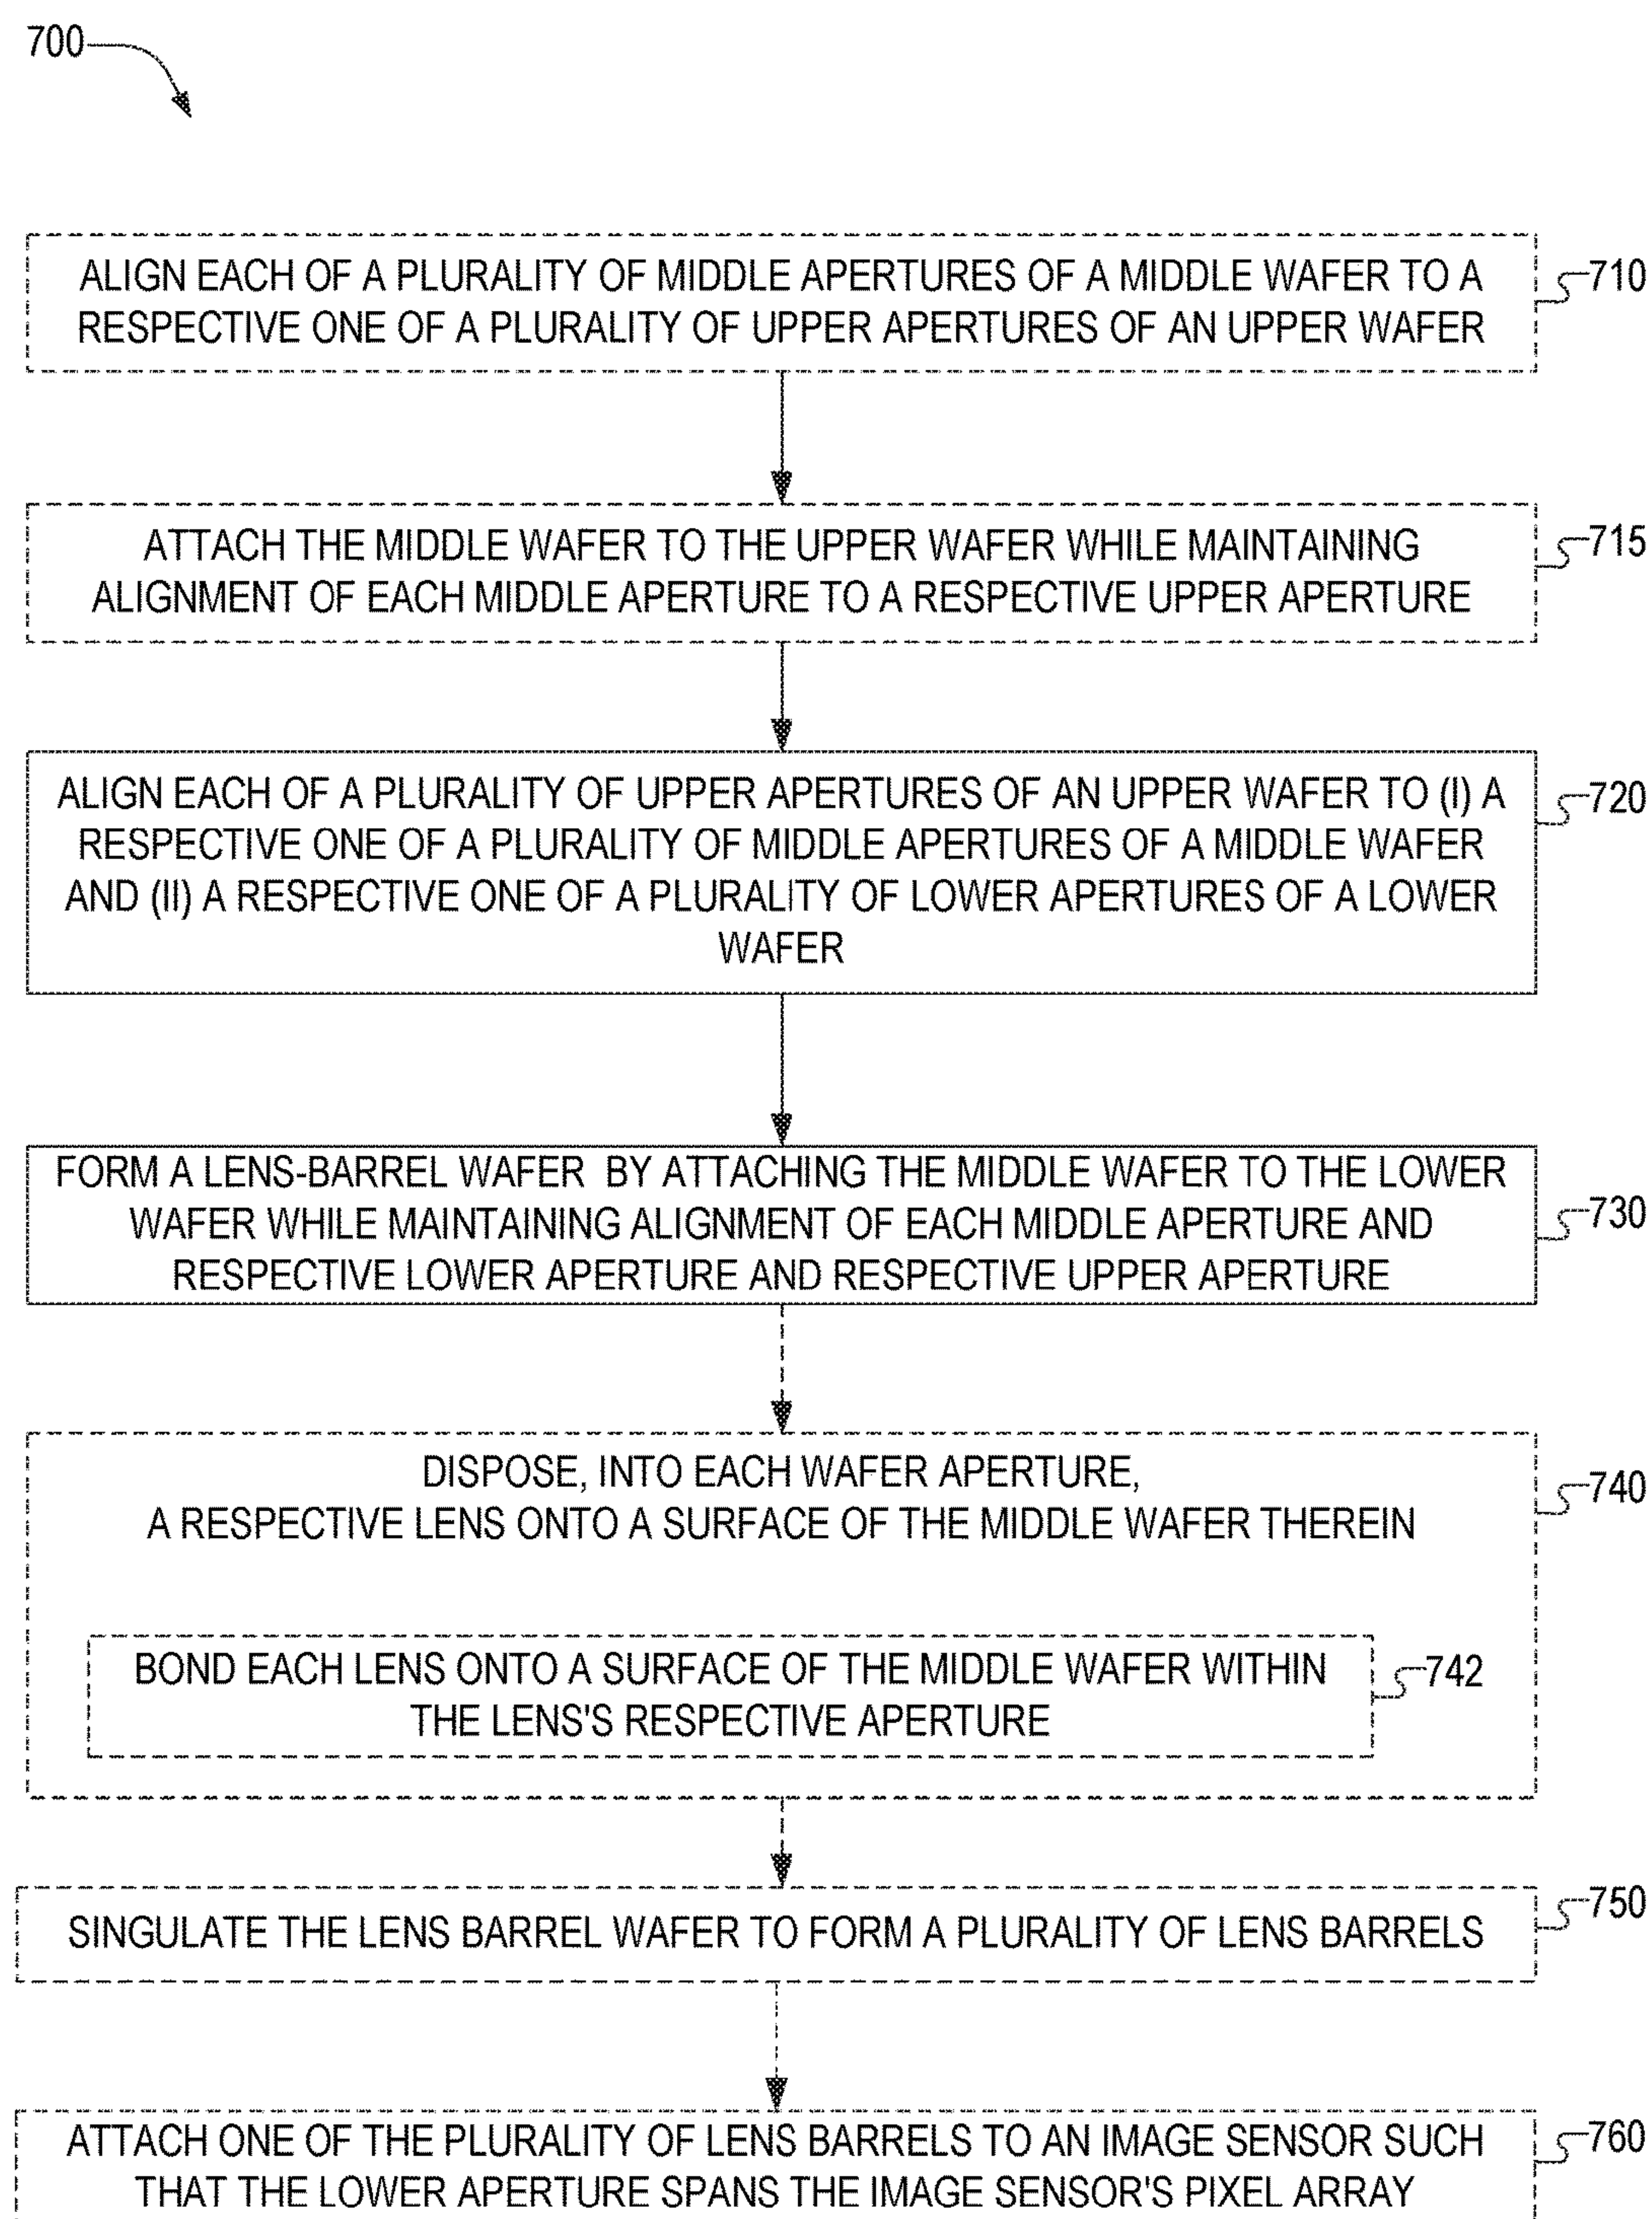 700
ALIGN EACH OF A PLURALITY OF MIDDLE APERTURES OF A MIDDLE WAFER TO A
RESPECTIVE ONE OF A PLURALITY OF UPPER APERTURES OF AN UPPER WAFER
710
ATTACH THE MIDDLE WAFER TO THE UPPER WAFER WHILE MAINTAINING
ALIGNMENT OF EACH MIDDLE APERTURE TO A RESPECTIVE UPPER APERTURE
715
ALIGN EACH OF A PLURALITY OF UPPER APERTURES OF AN UPPER WAFER TO (I) A
RESPECTIVE ONE OF A PLURALITY OF MIDDLE APERTURES OF A MIDDLE WAFER
AND (II) A RESPECTIVE ONE OF A PLURALITY OF LOWER APERTURES OF A LOWER
WAFER
720
FORM A LENS-BARREL WAFER BY ATTACHING THE MIDDLE WAFER TO THE LOWER
WAFER WHILE MAINTAINING ALIGNMENT OF EACH MIDDLE APERTURE AND
RESPECTIVE LOWER APERTURE AND RESPECTIVE UPPER APERTURE
730
DISPOSE, INTO EACH WAFER APERTURE,
A RESPECTIVE LENS ONTO A SURFACE OF THE MIDDLE WAFER THEREIN
740
BOND EACH LENS ONTO A SURFACE OF THE MIDDLE WAFER WITHIN
THE LENS'S RESPECTIVE APERTURE
742
SINGULATE THE LENS BARREL WAFER TO FORM A PLURALITY OF LENS BARRELS
750
ATTACH ONE OF THE PLURALITY OF LENS BARRELS TO AN IMAGE SENSOR SUCH
THAT THE LOWER APERTURE SPANS THE IMAGE SENSOR'S PIXEL ARRAY
760